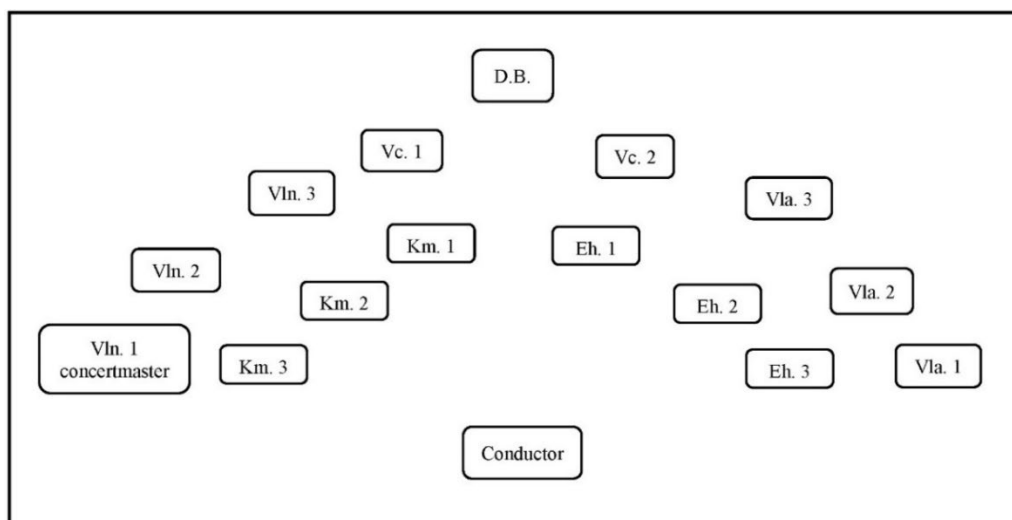 D.B.
Vc. 1
Vc. 2
Vln. 3
Vla. 3
Km. 1
Eh. 1
Vln. 2
Km. 2
Eh. 2
Vla. 2
Vln. 1
concertmaster
Km. 3
Eh. 3
Vla. 1
Conductor